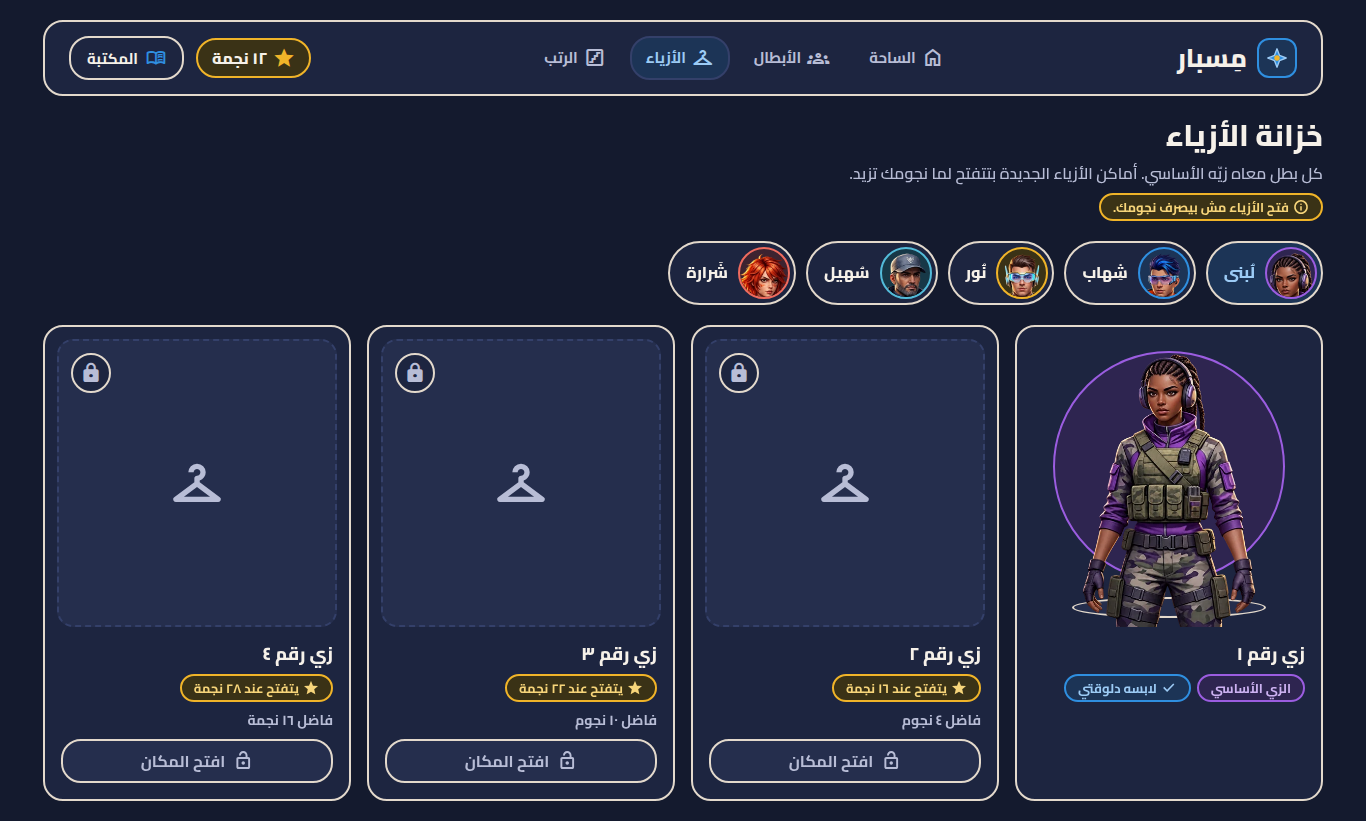 مِسبار
الساحة
الأبطال
الأزياء
الرتب
١٢ نجمة
المكتبة
خزانة الأزياء
كل بطل معاه زيّه الأساسي. أماكن الأزياء الجديدة بتتفتح لما نجومك تزيد.
فتح الأزياء مش بيصرف نجومك.
لُبنى
شِهاب
نُور
سُهيل
شَرارة
زي رقم ١
الزي الأساسي
لابسه دلوقتي
زي رقم ٢
يتفتح عند ١٦ نجمة
فاضل ٤ نجوم
افتح المكان
زي رقم ٣
يتفتح عند ٢٢ نجمة
فاضل ١٠ نجوم
افتح المكان
زي رقم ٤
يتفتح عند ٢٨ نجمة
فاضل ١٦ نجمة
افتح المكان